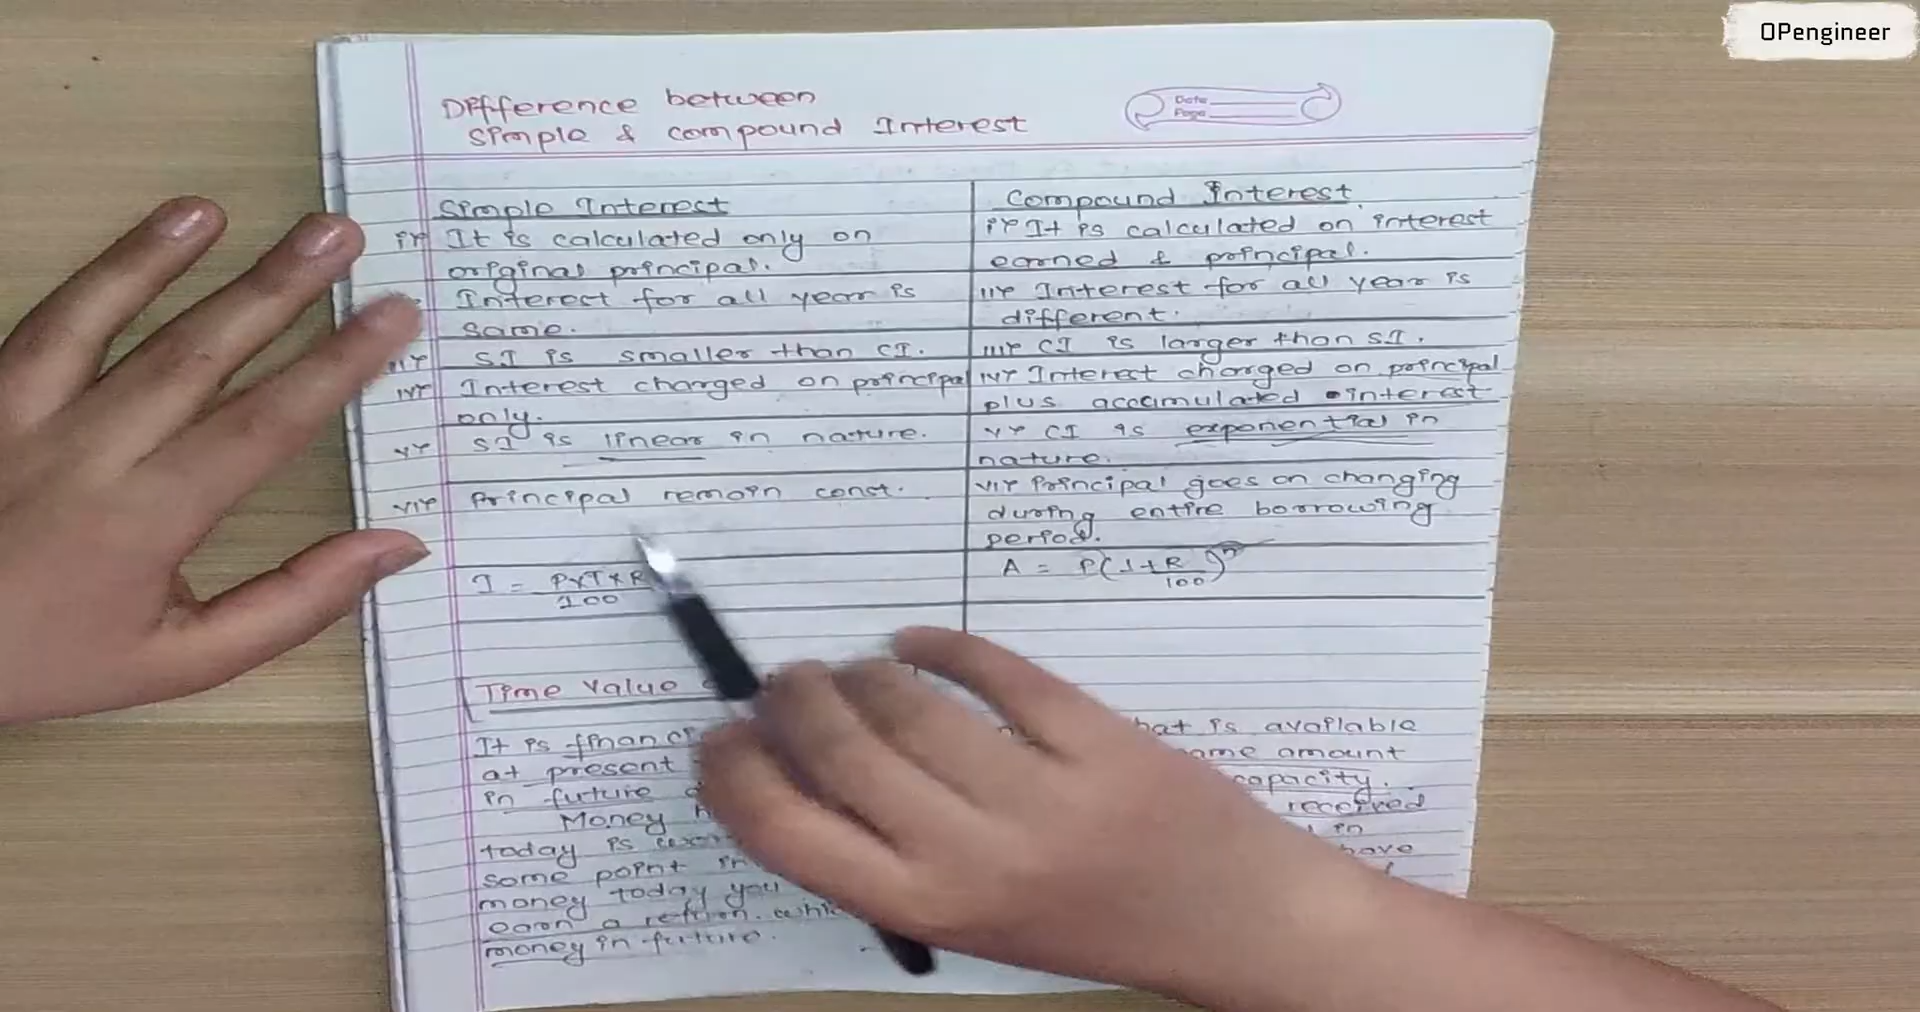 OPengineer
Difference between
simple & compound Interest
Date
Page
Simple Interest
i) It is calculated only on
original principal.
Interest for all year is
same.
iii) SI is smaller than CI.
iv) Interest charged on principal
only.
v) SI is linear in nature.
vi) Principal remain const.
I = P×T×R
100
Compound Interest
i) It is calculated on interest
earned & principal.
ii) Interest for all year is
different.
iii) CI is larger than SI.
iv) Interest charged on principal
plus accumulated interest
v) CI is exponential in
nature.
vi) Principal goes on changing
during entire borrowing
period.
A = P(1+R/100)^n
Time value
It is hat is available
at present ame amount
in future capacity.
Money received
today is in
some point have
money today you
earn a return.
money in future.